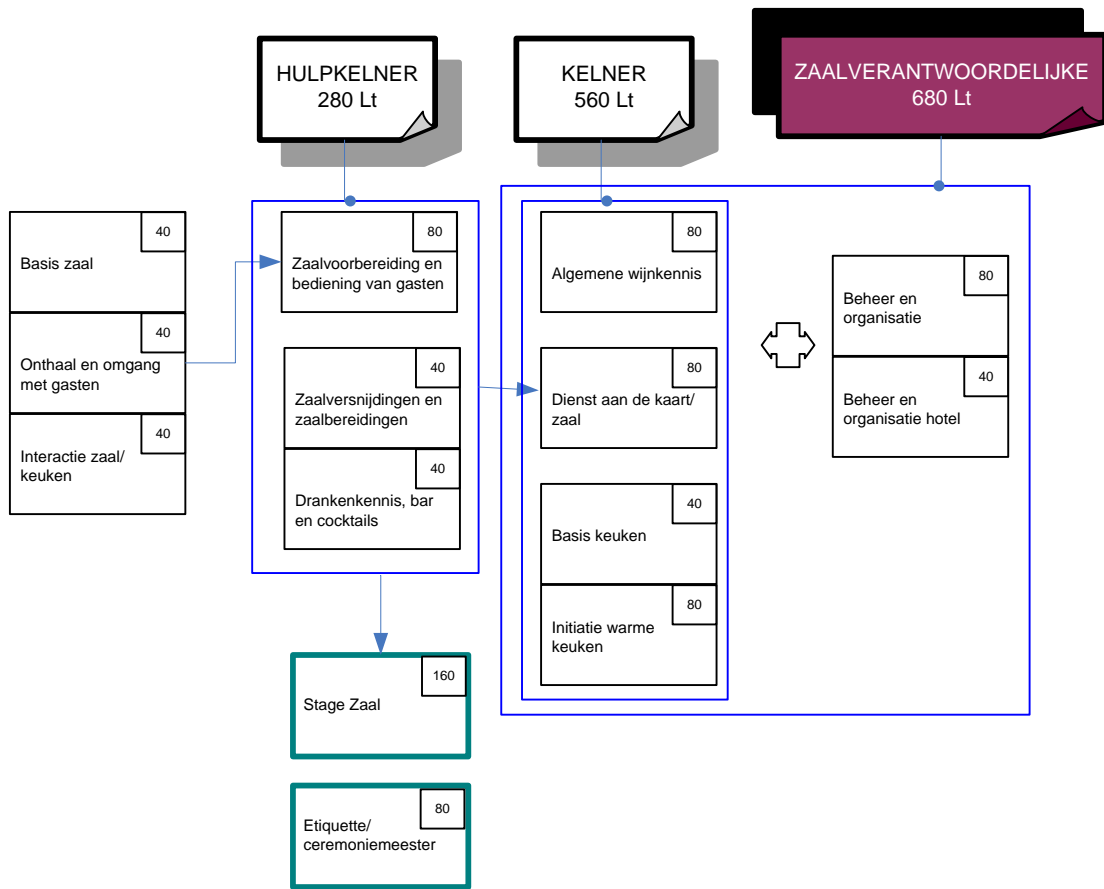 HULPKELNER
280 Lt
KELNER
560 Lt
ZAALVERANTWOORDELIJKE
680 Lt
40
Basis zaal
40
Onthaal en omgang
met gasten
40
Interactie zaal/
keuken
80
Zaalvoorbereiding en
bediening van gasten
40
Zaalversnijdingen en
zaalbereidingen
40
Drankenkennis, bar
en cocktails
160
Stage Zaal
80
Etiquette/
ceremoniemeester
80
Algemene wijnkennis
80
Dienst aan de kaart/
zaal
40
Basis keuken
80
Initiatie warme
keuken
80
Beheer en
organisatie
40
Beheer en
organisatie hotel